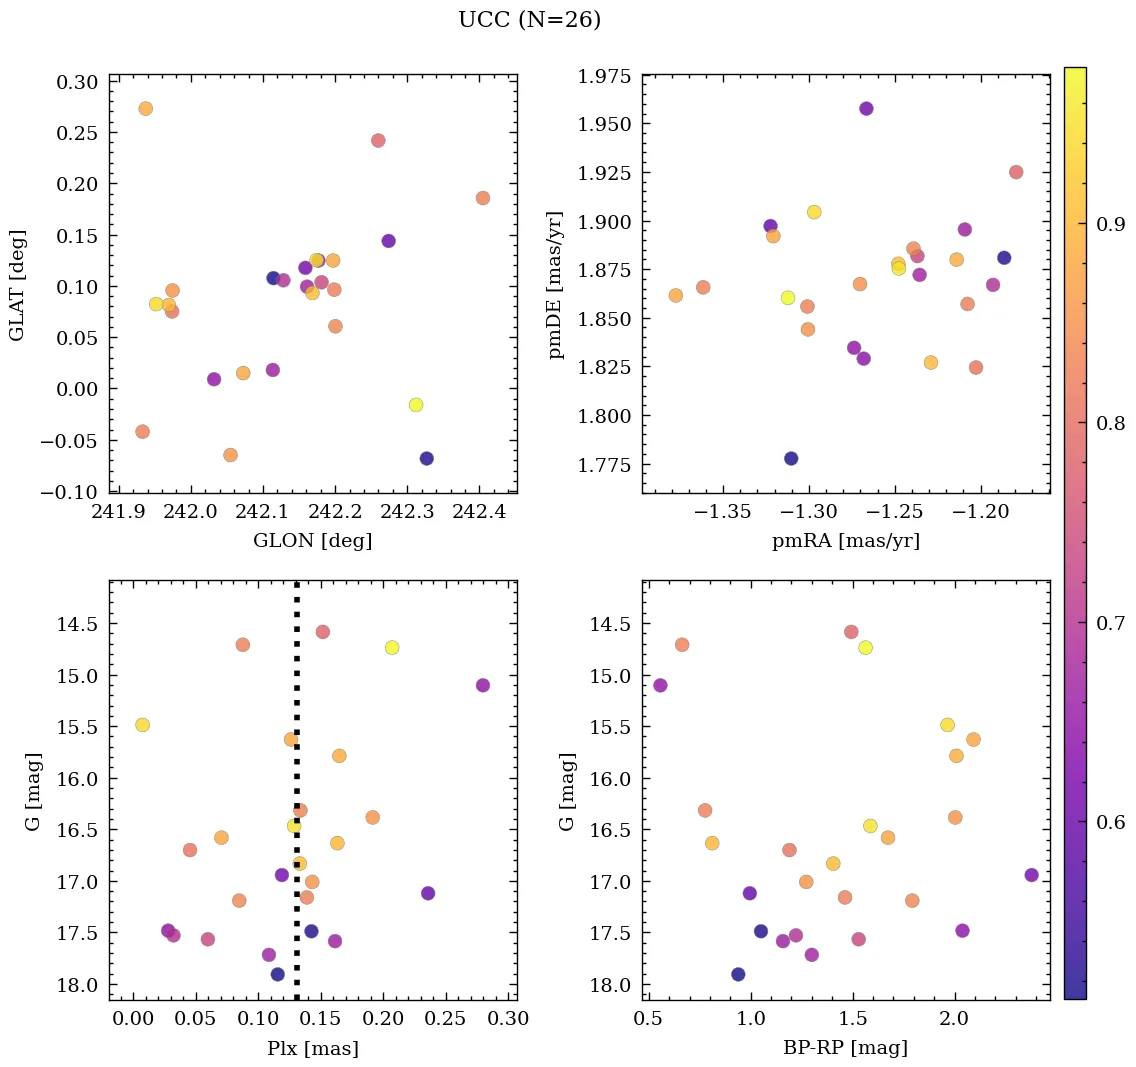 UCC (N=26)
0.30
0.25
0.20
0.15
0.10
0.05
0.00
−0.05
−0.10
GLAT [deg]
241.9 242.0 242.1 242.2 242.3 242.4
GLON [deg]
1.975
1.950
1.925
1.900
1.875
1.850
1.825
1.800
1.775
pmDE [mas/yr]
−1.35 −1.30 −1.25 −1.20
pmRA [mas/yr]
14.5
15.0
15.5
16.0
16.5
17.0
17.5
18.0
G [mag]
0.00 0.05 0.10 0.15 0.20 0.25 0.30
Plx [mas]
14.5
15.0
15.5
16.0
16.5
17.0
17.5
18.0
G [mag]
0.5 1.0 1.5 2.0
BP-RP [mag]
0.9
0.8
0.7
0.6